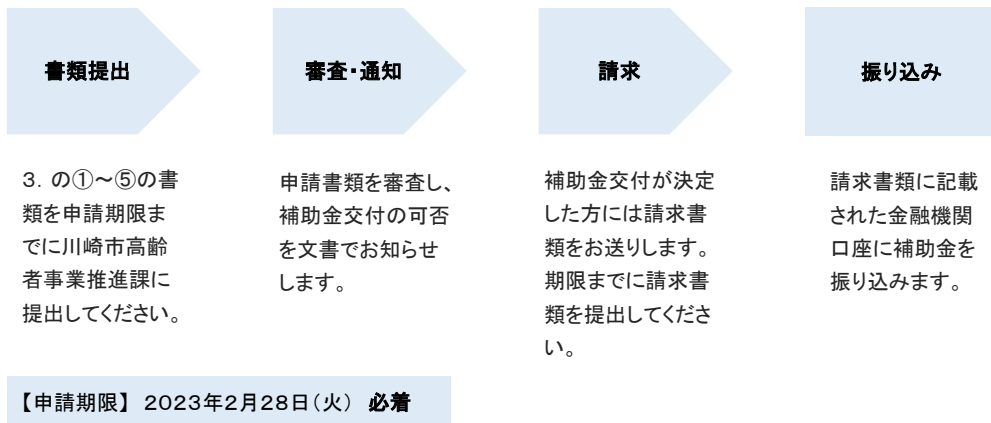 書類提出
審査・通知
請求
振り込み
3．の①～⑤の書
類を申請期限ま
でに川崎市高齢
者事業推進課に
提出してください。
申請書類を審査し、
補助金交付の可否
を文書でお知らせ
します。
補助金交付が決定
した方には請求書
類をお送りします。
期限までに請求書
類を提出してくださ
い。
請求書類に記載
された金融機関
口座に補助金を
振り込みます。
【申請期限】 2023年2月28日（火） 必着